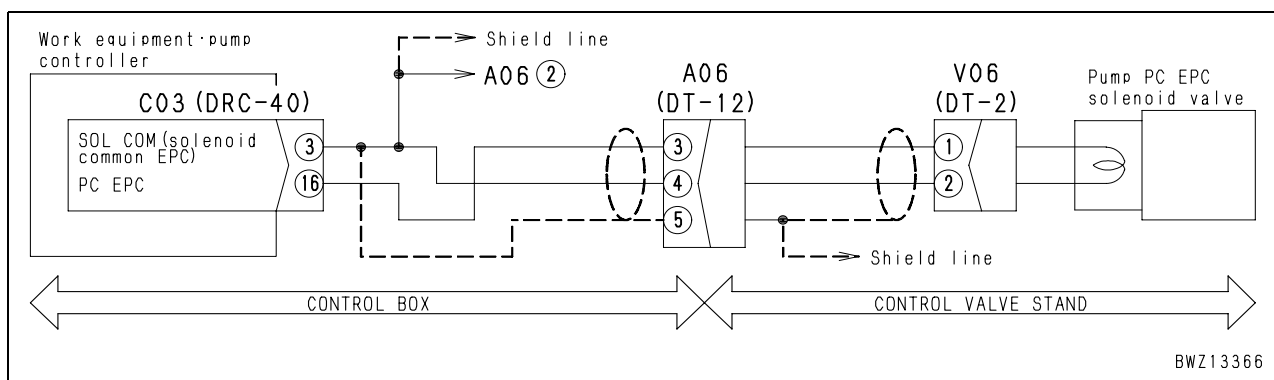 Work equipment·pump
controller
Shield line
A06 ②
C03 (DRC-40)
A06
(DT-12)
V06
(DT-2)
Pump PC EPC
solenoid valve
SOL COM (solenoid
common EPC)
PC EPC
③
⑯
③
④
⑤
①
②
Shield line
CONTROL BOX
CONTROL VALVE STAND
BWZ13366